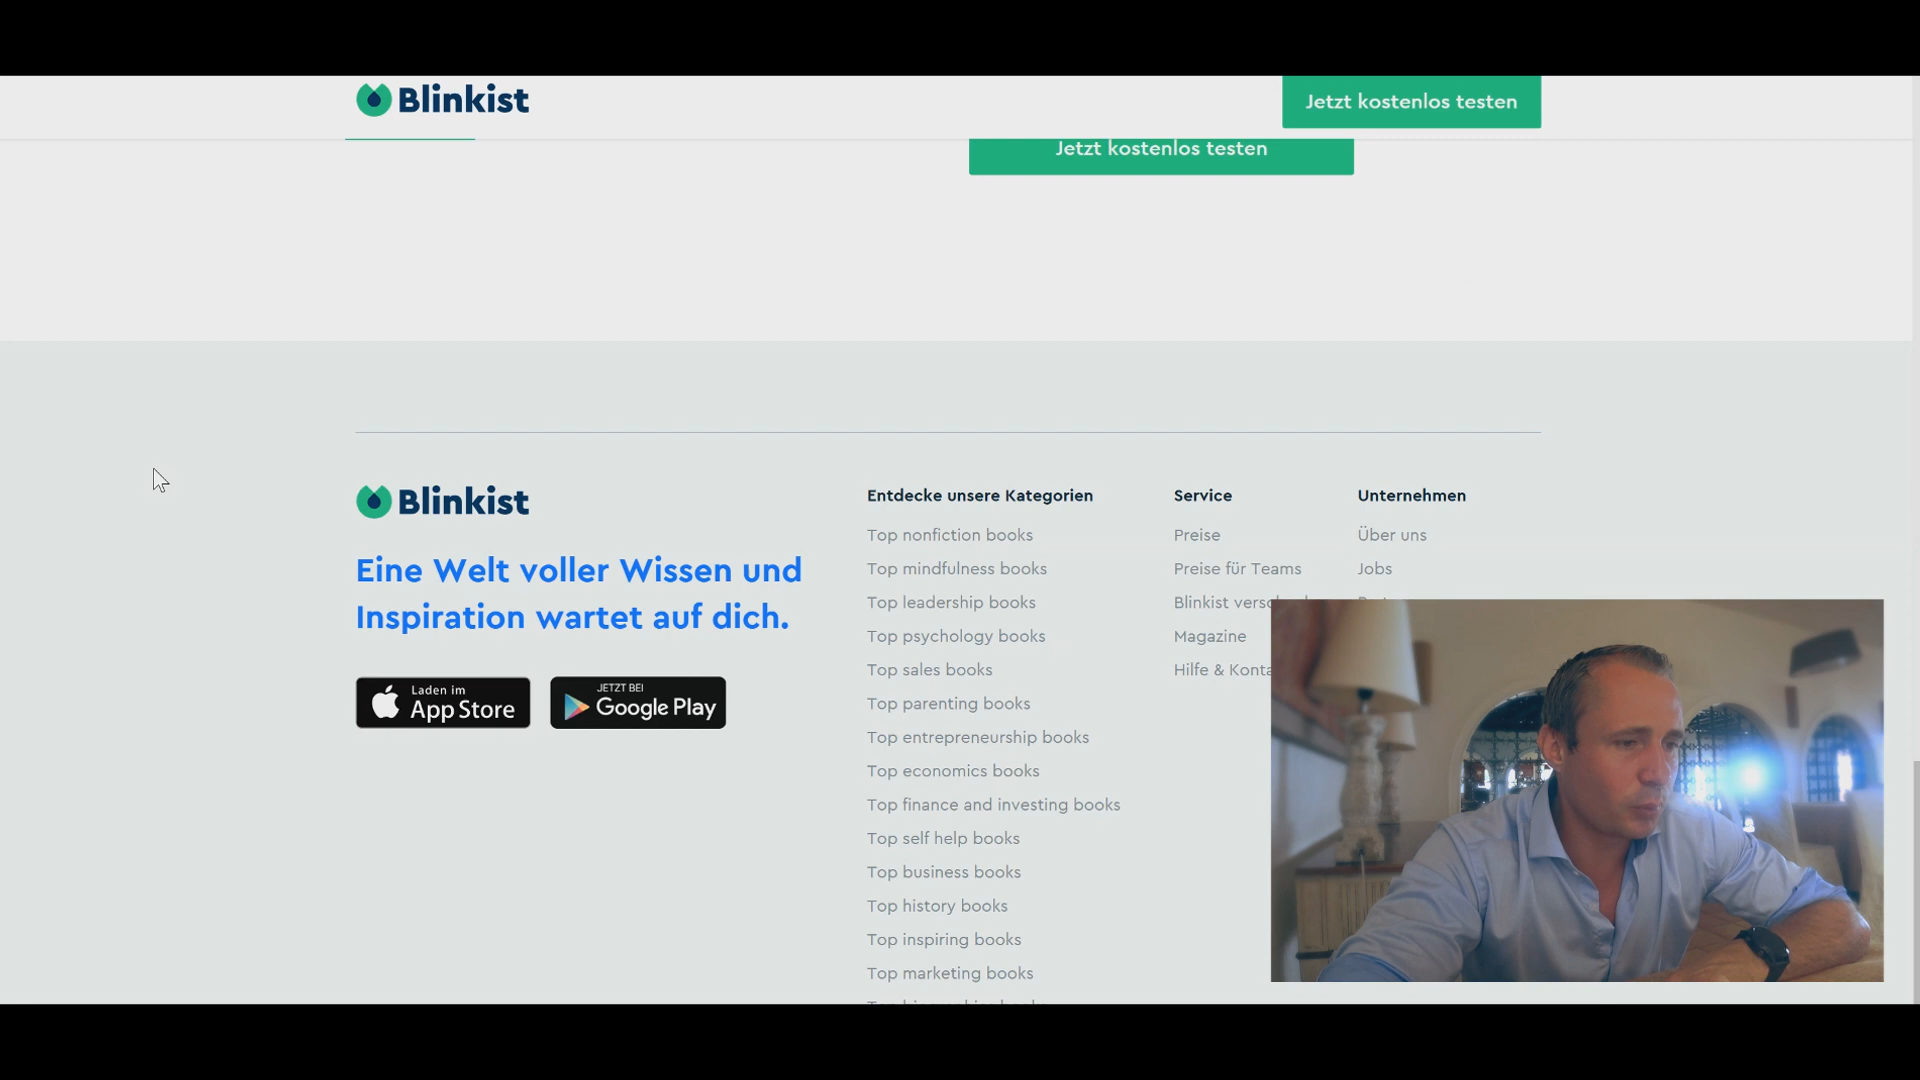 Blinkist
Jetzt kostenlos testen
Jetzt kostenlos testen
Blinkist
Eine Welt voller Wissen und
Inspiration wartet auf dich.
Laden im
App Store
JETZT BEI
Google Play
Entdecke unsere Kategorien
Top nonfiction books
Top mindfulness books
Top leadership books
Top psychology books
Top sales books
Top parenting books
Top entrepreneurship books
Top economics books
Top finance and investing books
Top self help books
Top business books
Top history books
Top inspiring books
Top marketing books
Service
Preise
Preise für Teams
Blinkist
Magazine
Hilfe &
Unternehmen
Über uns
Jobs